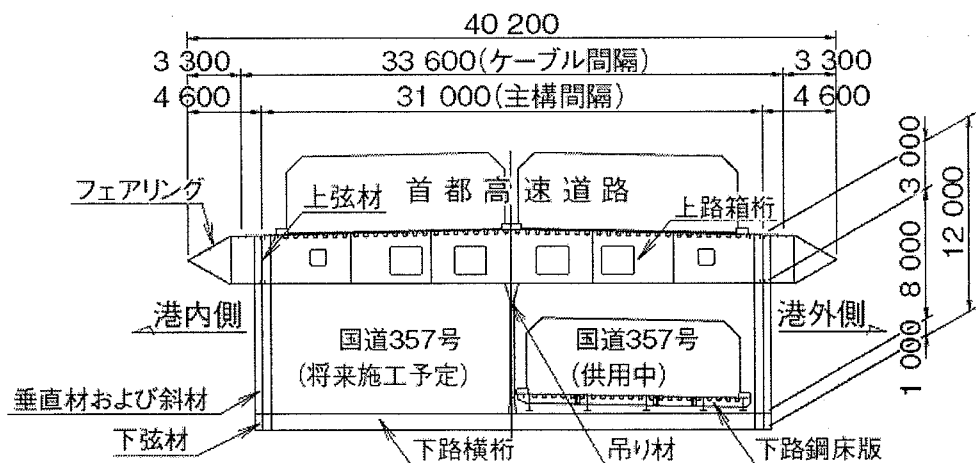 40 200
3 300 33 600(ケーブル間隔) 3 300
4 600 31 000(主構間隔) 4 600
3 000
12 000
8 000
1 000
フェアリング
上弦材
首都高速道路
上路箱桁
港内側
港外側
国道357号
(将来施工予定)
国道357号
(供用中)
垂直材および斜材
下弦材
下路横桁
吊り材
下路鋼床版